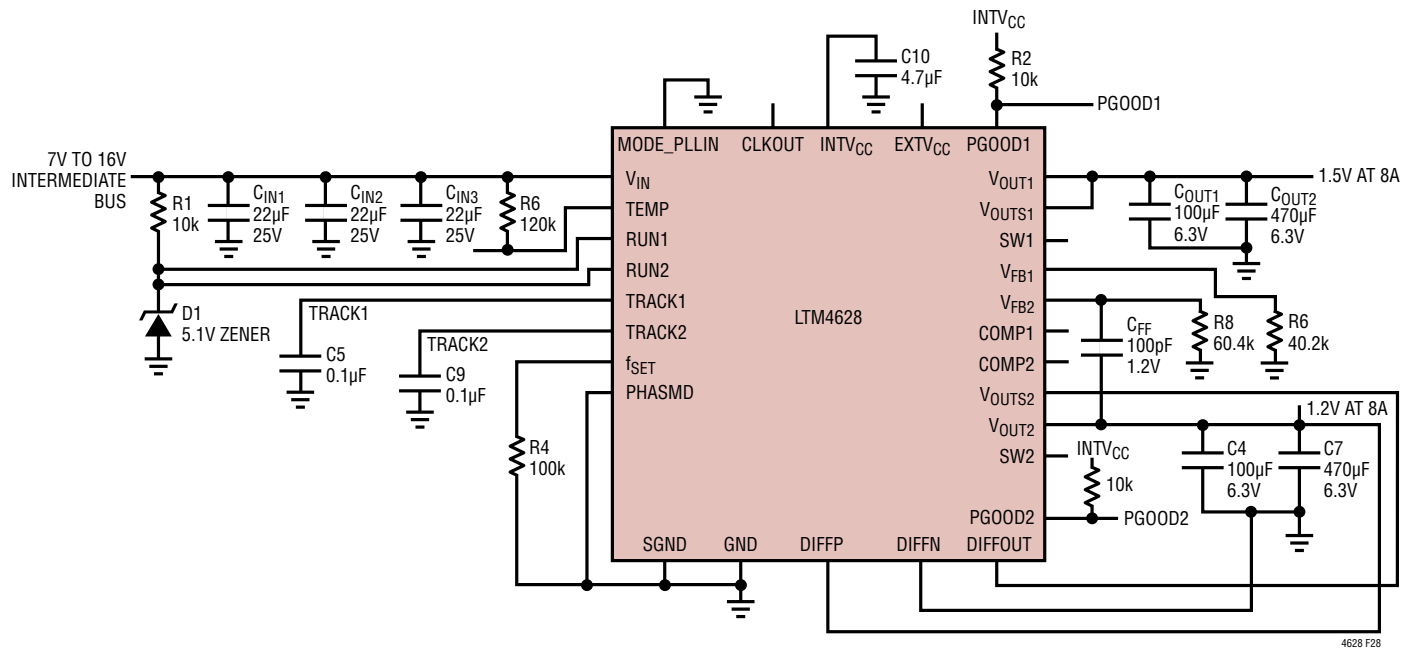 INTVCC
C10
4.7µF
R2
10k
PGOOD1
MODE_PLLIN
CLKOUT
INTVCC
EXTVCC
PGOOD1
7V TO 16V
INTERMEDIATE
BUS
R1
10k
CIN1
22µF
25V
CIN2
22µF
25V
CIN3
22µF
25V
R6
120k
VIN
TEMP
RUN1
RUN2
TRACK1
TRACK2
fSET
PHASMD
LTM4628
VOUT1
VOUTS1
SW1
VFB1
VFB2
COMP1
COMP2
VOUTS2
VOUT2
SW2
PGOOD2
1.5V AT 8A
COUT1
100µF
6.3V
COUT2
470µF
6.3V
D1
5.1V ZENER
TRACK1
C5
0.1µF
TRACK2
C9
0.1µF
R4
100k
CFF
100pF
1.2V
R8
60.4k
R6
40.2k
1.2V AT 8A
INTVCC
10k
PGOOD2
C4
100µF
6.3V
C7
470µF
6.3V
SGND
GND
DIFFP
DIFFN
DIFFOUT
4628 F28